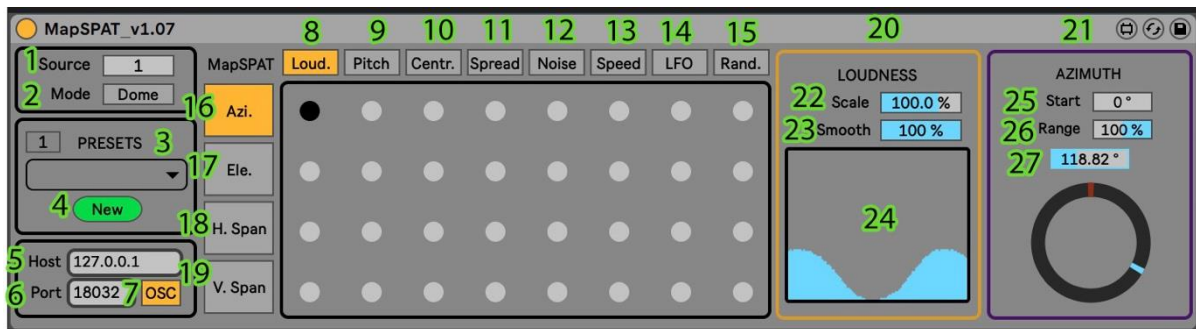 MapSPAT_v1.07
1 Source 1
2 Mode Dome
1 PRESETS 3
4 New
5 Host 127.0.0.1
6 Port 18032 7 OSC
MapSPAT
8 9 10 11 12 13 14 15
Loud. Pitch Centr. Spread Noise Speed LFO Rand.
16 Azi.
17 Ele.
18 H. Span
19 V. Span
20
LOUDNESS
22 Scale 100.0 %
23 Smooth 100 %
24
21
AZIMUTH
25 Start 0°
26 Range 100 %
27 118.82 °